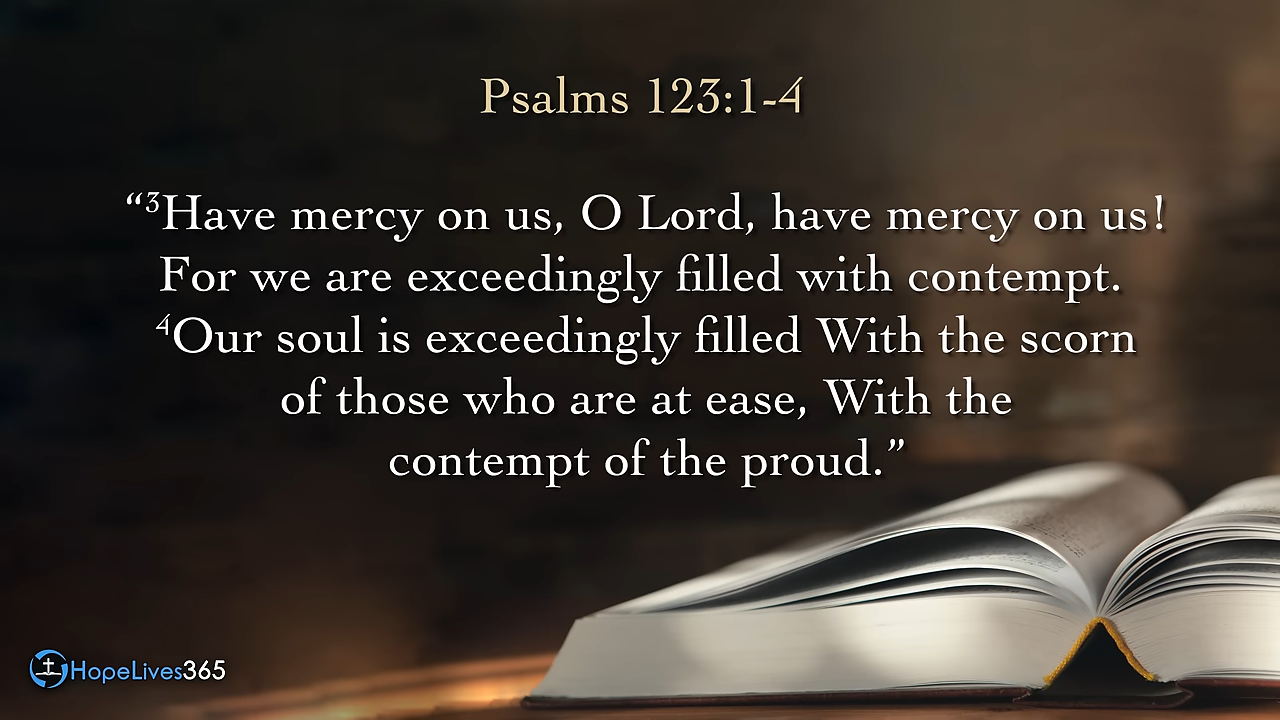 Psalms 123:1-4
“³Have mercy on us, O Lord, have mercy on us!
For we are exceedingly filled with contempt.
⁴Our soul is exceedingly filled With the scorn
of those who are at ease, With the
contempt of the proud.”
HopeLives365